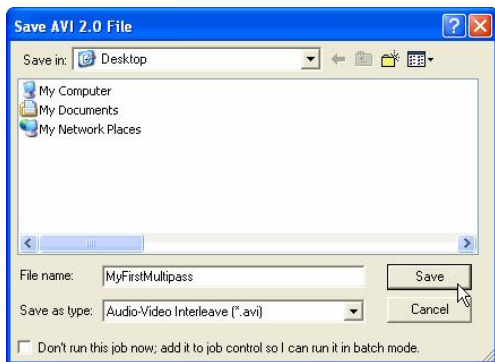 Save AVI 2.0 File
Save in: Desktop
My Computer
My Documents
My Network Places
File name: MyFirstMultipass Save
Save as type: Audio-Video Interleave (*.avi) Cancel
Don't run this job now; add it to job control so I can run it in batch mode.